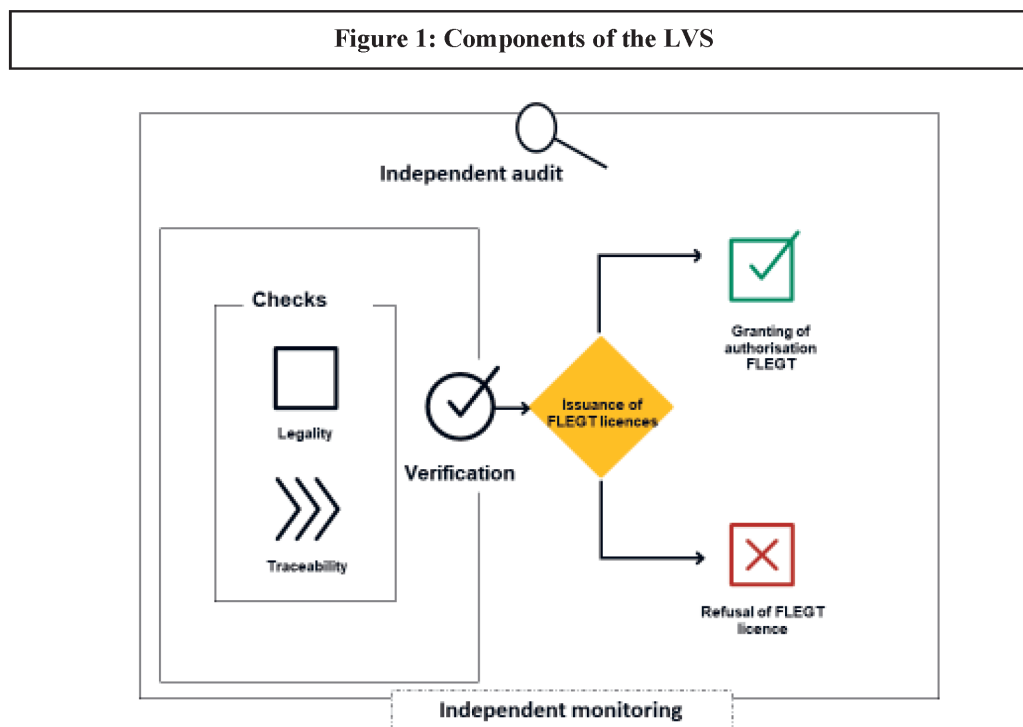 Figure 1: Components of the LVS
Independent audit
Checks
Legality
Traceability
Verification
Issuance of
FLEGT licences
Granting of
authorisation
FLEGT
Refusal of FLEGT
licence
Independent monitoring